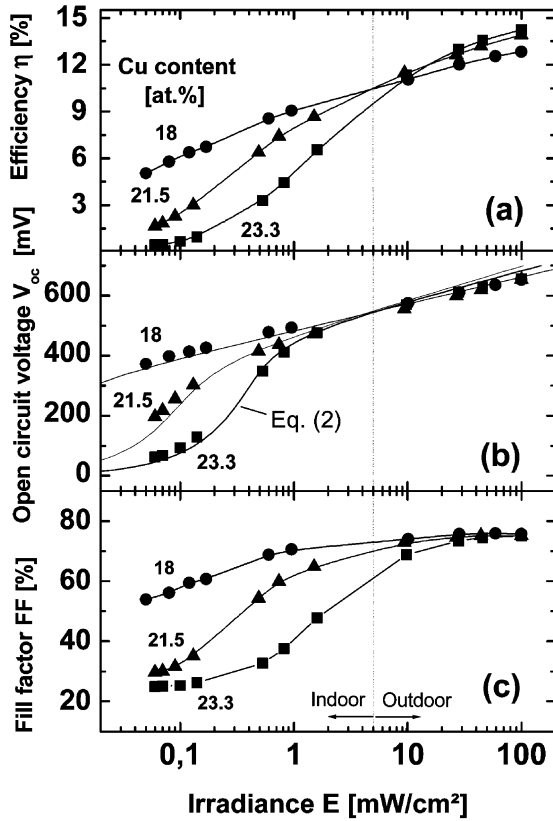 Efficiency η [%]
15
12
9
6
3
Cu content
[at.%]
18
21.5
23.3
(a)
Open circuit voltage V_oc [mV]
600
400
200
0
18
21.5
23.3
Eq. (2)
(b)
Fill factor FF [%]
80
60
40
20
18
21.5
23.3
Indoor Outdoor
(c)
0,1 1 10 100
Irradiance E [mW/cm²]